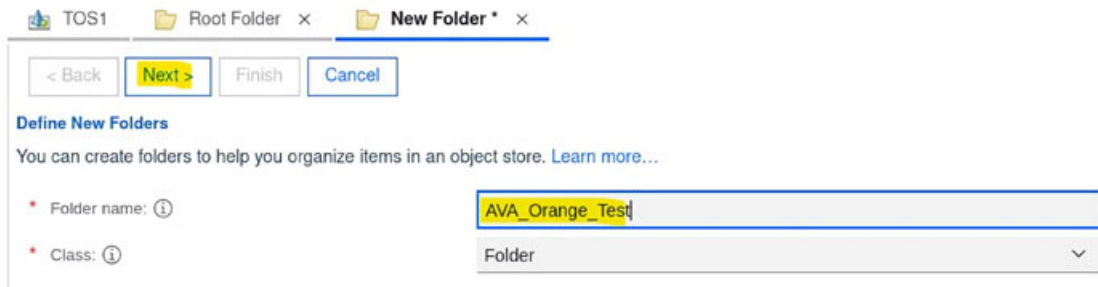 TOS1 Root Folder × New Folder * ×
< Back Next > Finish Cancel
Define New Folders
You can create folders to help you organize items in an object store. Learn more...
* Folder name: AVA_Orange_Test
* Class: Folder